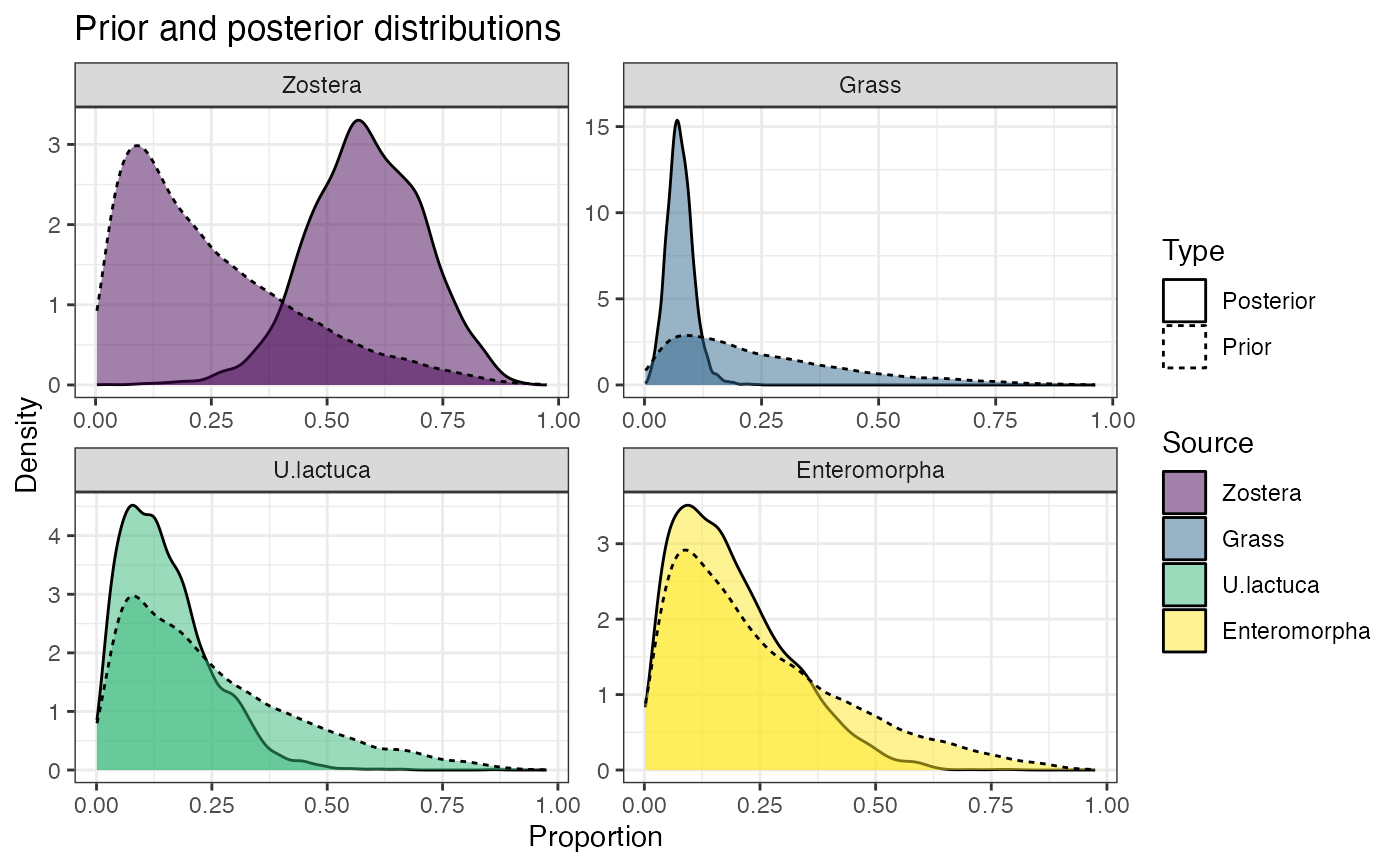 Prior and posterior distributions
Zostera
0
1
2
3
0.00 0.25 0.50 0.75 1.00
Grass
0
5
10
15
0.00 0.25 0.50 0.75 1.00
U.lactuca
0
1
2
3
4
0.00 0.25 0.50 0.75 1.00
Enteromorpha
0
1
2
3
0.00 0.25 0.50 0.75 1.00
Density
Proportion
Type
Posterior
Prior
Source
Zostera
Grass
U.lactuca
Enteromorpha